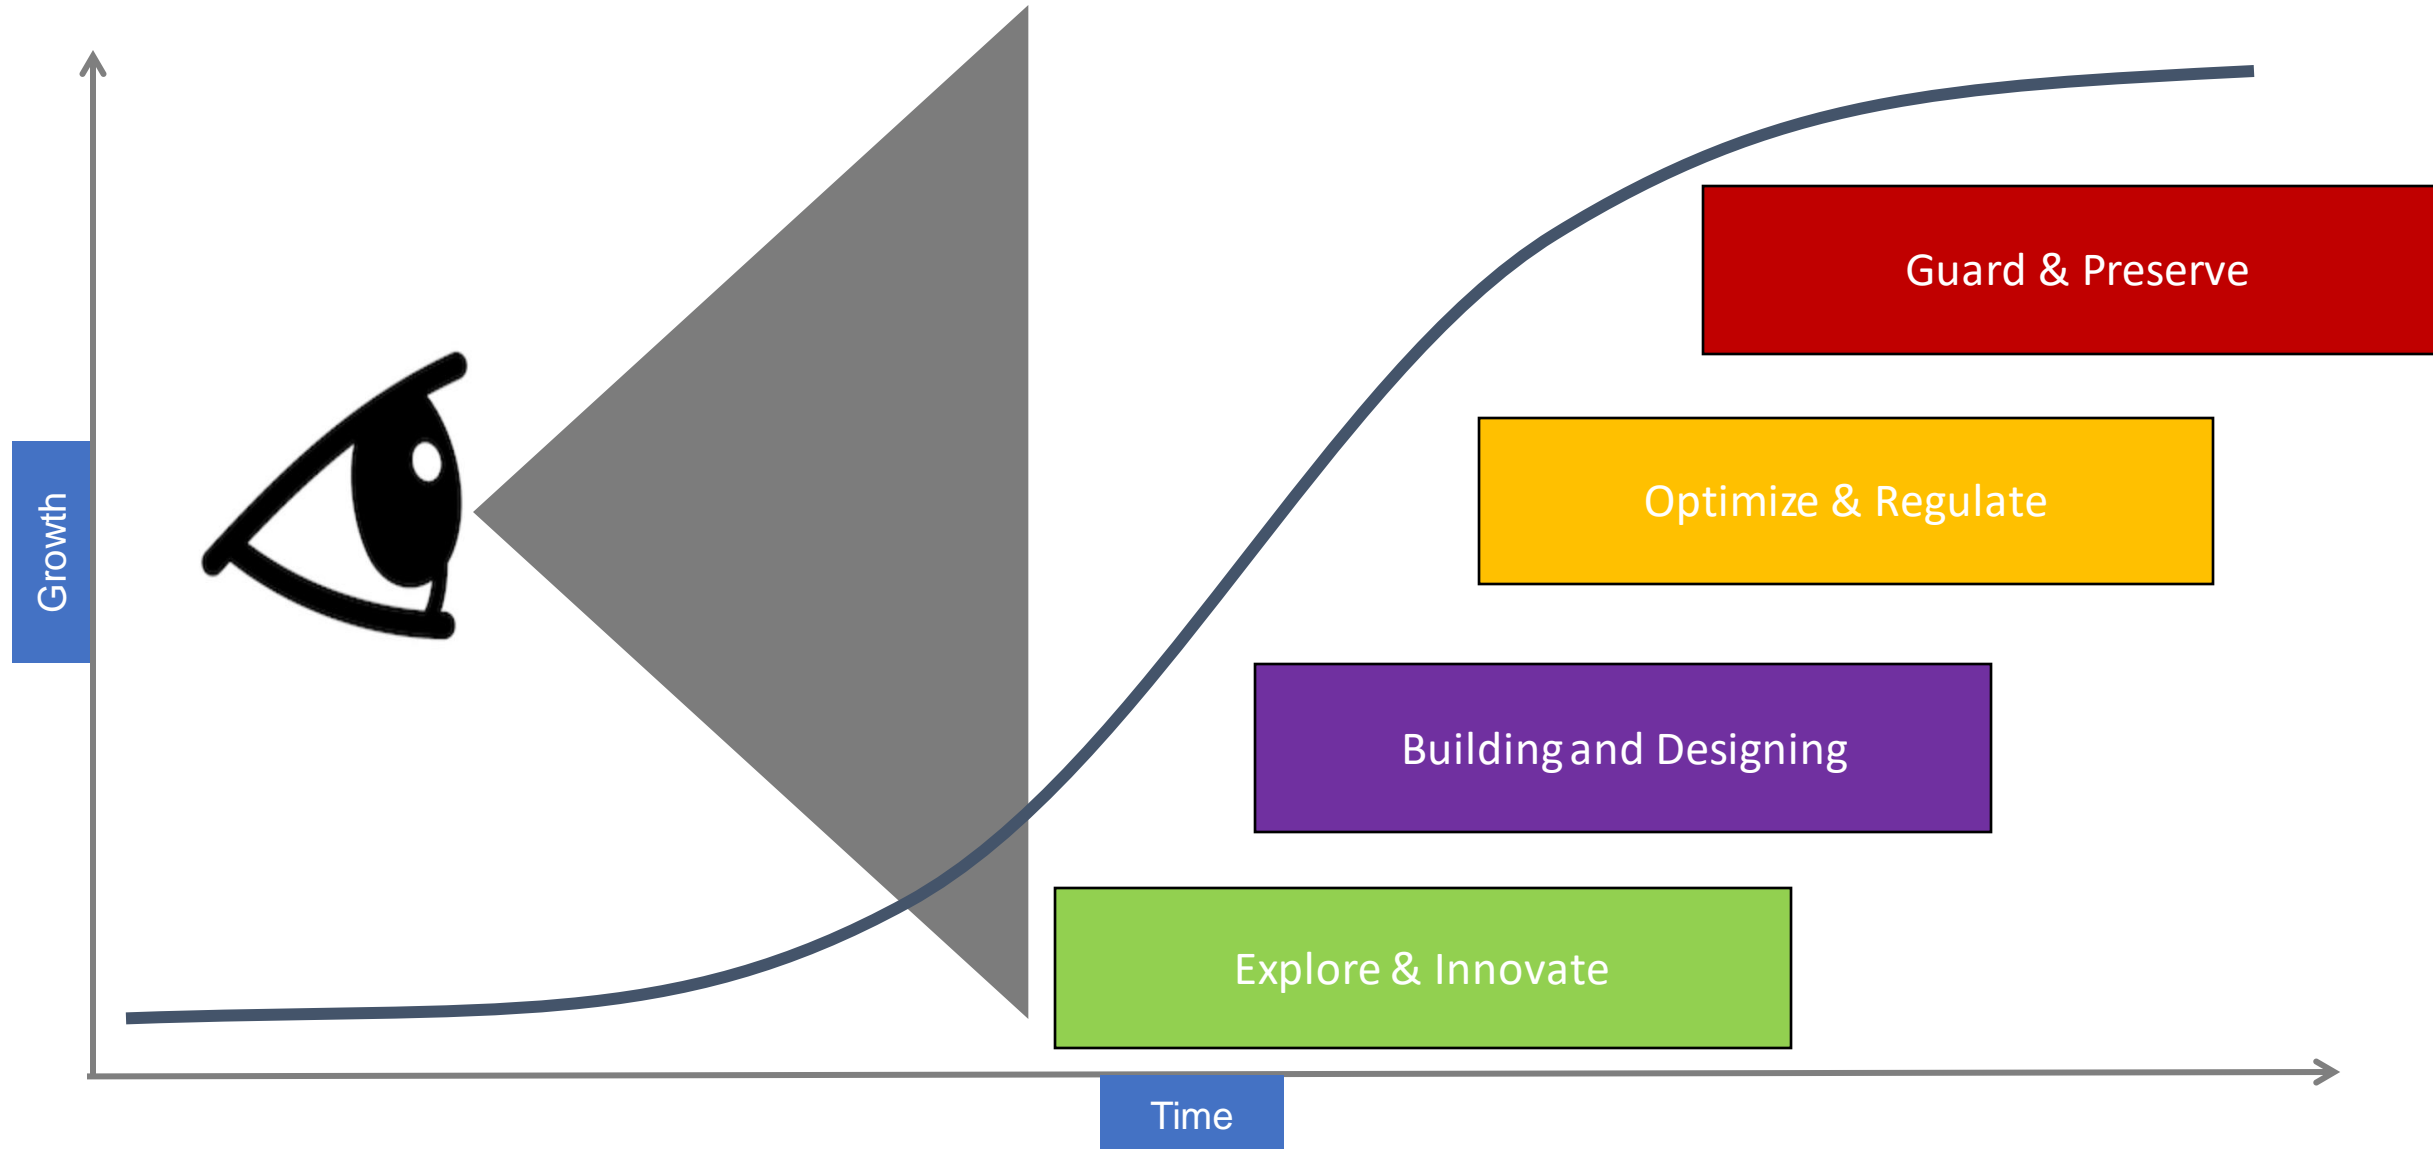 Guard & Preserve
Optimize & Regulate
Growth
Building and Designing
Explore & Innovate
Time